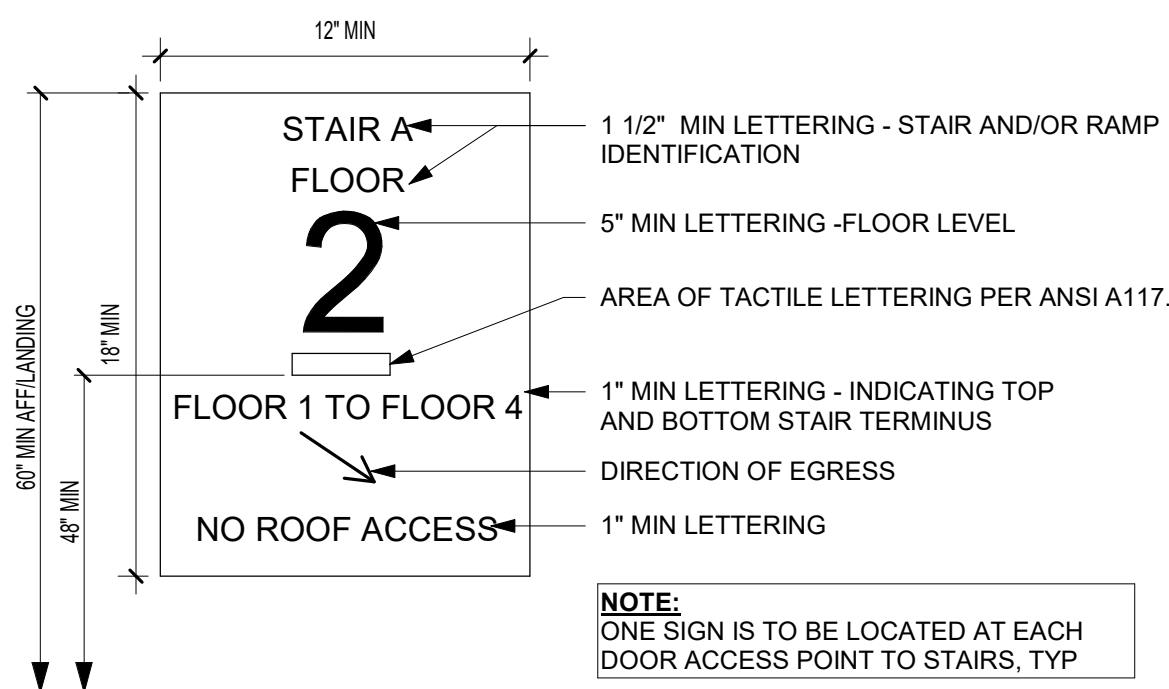 12" MIN
STAIR A
FLOOR
2
FLOOR 1 TO FLOOR 4
NO ROOF ACCESS
60" MIN AFF/LANDING
48" MIN
18" MIN
1 1/2" MIN LETTERING - STAIR AND/OR RAMP
IDENTIFICATION
5" MIN LETTERING -FLOOR LEVEL
AREA OF TACTILE LETTERING PER ANSI A117.
1" MIN LETTERING - INDICATING TOP
AND BOTTOM STAIR TERMINUS
DIRECTION OF EGRESS
1" MIN LETTERING
NOTE:
ONE SIGN IS TO BE LOCATED AT EACH
DOOR ACCESS POINT TO STAIRS, TYP